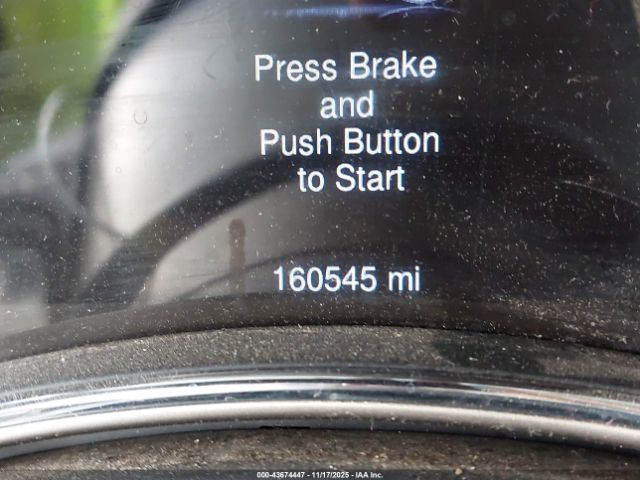 Press Brake
and
Push Button
to Start
160545 mi
000-43674447 | 11/17/2025 | IAA Inc.